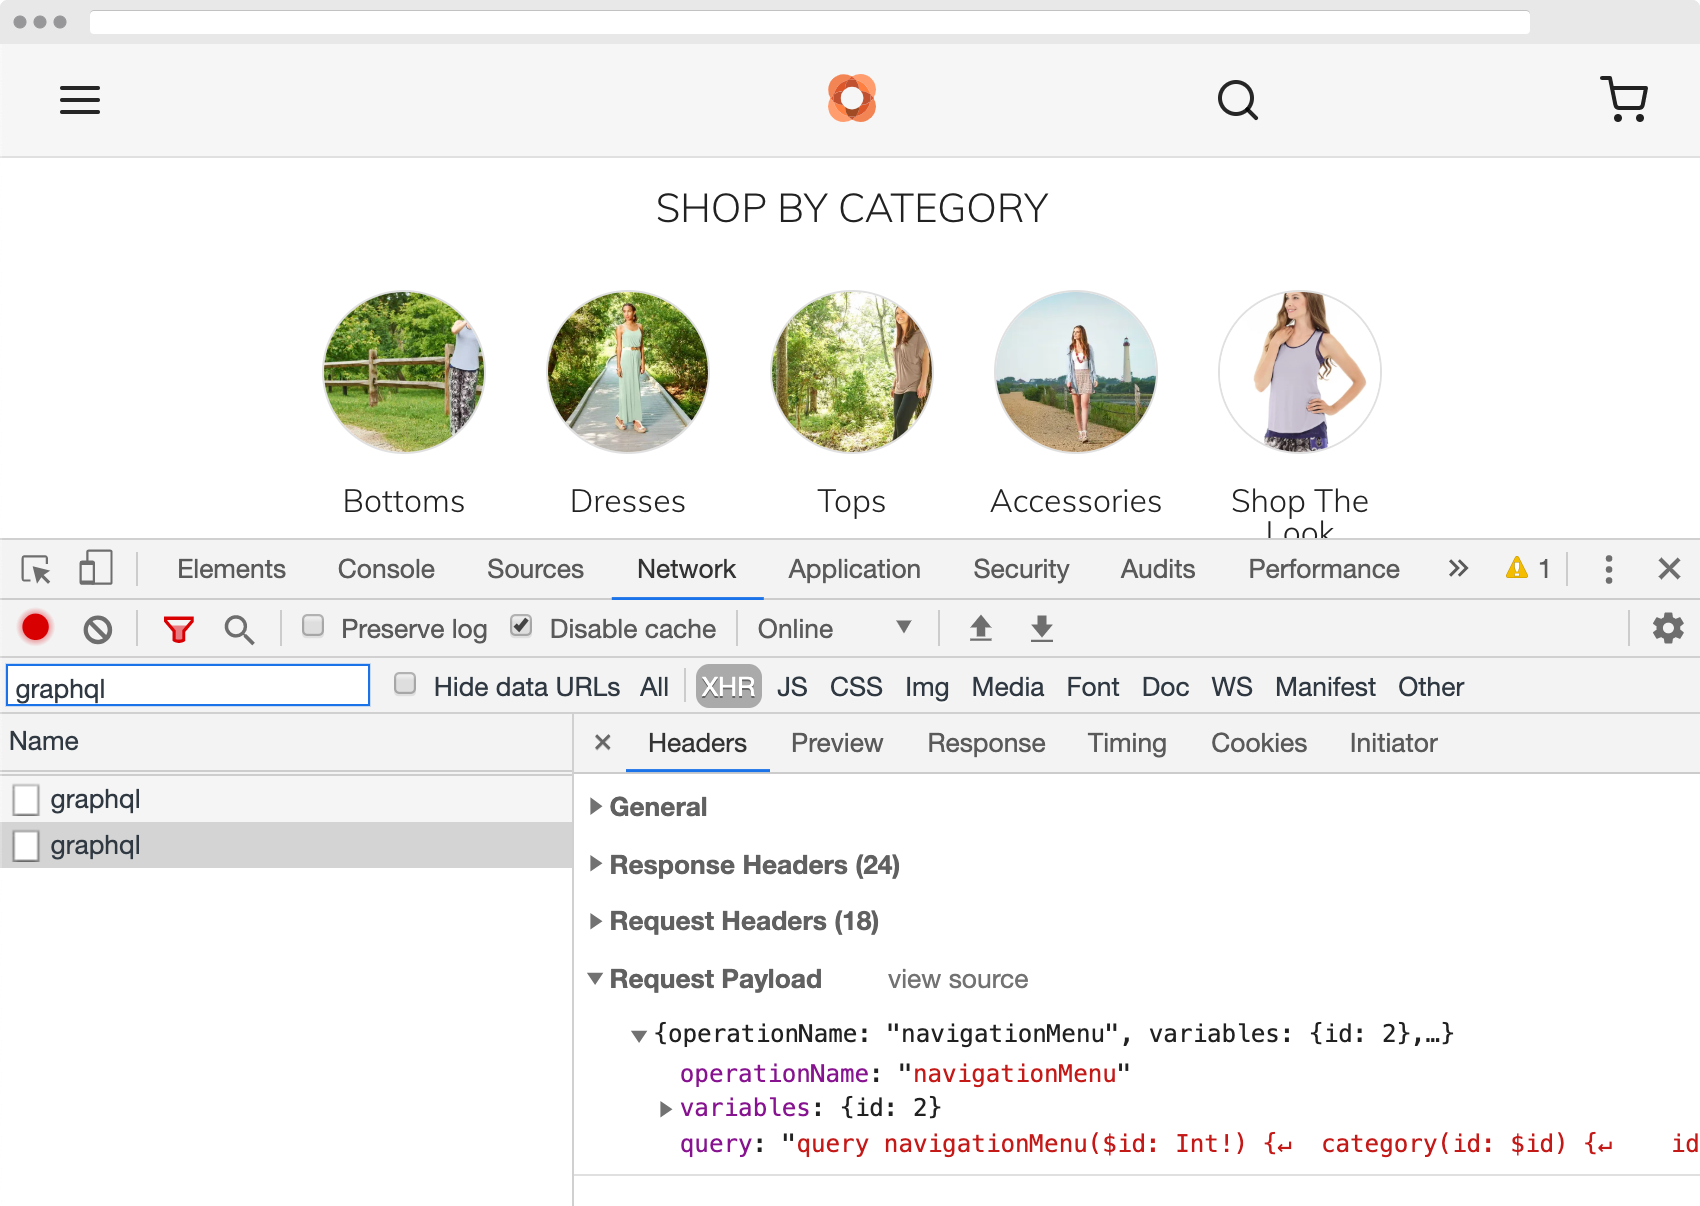 SHOP BY CATEGORY
Bottoms
Dresses
Tops
Accessories
Shop The
Look
Elements Console Sources Network Application Security Audits Performance » 1
Preserve log Disable cache Online
graphql Hide data URLs All XHR JS CSS Img Media Font Doc WS Manifest Other
Name
graphql
graphql
× Headers Preview Response Timing Cookies Initiator
General
Response Headers (24)
Request Headers (18)
Request Payload view source
{operationName: "navigationMenu", variables: {id: 2},…}
operationName: "navigationMenu"
variables: {id: 2}
query: "query navigationMenu($id: Int!) {↵  category(id: $id) {↵    id